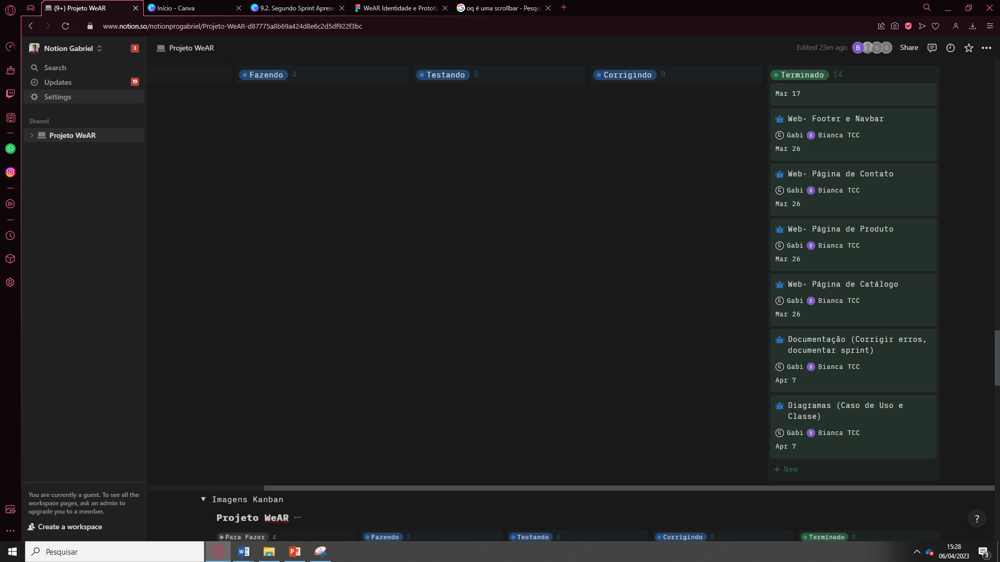 (9+) Projeto WeAR
Início - Canva
9.2. Segundo Sprint Aprese
WeAR Identidade e Prototi
oq é uma scrollbar - Pesqui
www.notion.so/notionprogabriel/Projeto-WeAR-d87775a8b69a424d8e6c2d5df922f3bc
Notion Gabriel
3
Projeto WeAR
Edited 23m ago
B
G
G
Share
Search
Updates
19
Settings
Shared
Projeto WeAR
Fazendo 4
Testando 0
Corrigindo 0
Terminado 14
Mar 17
Web- Footer e Navbar
G Gabi B Bianca TCC
Mar 26
Web- Página de Contato
G Gabi B Bianca TCC
Mar 26
Web- Página de Produto
G Gabi B Bianca TCC
Mar 26
Web- Página de Catálogo
G Gabi B Bianca TCC
Mar 26
Documentação (Corrigir erros,
documentar sprint)
G Gabi B Bianca TCC
Apr 7
Diagramas (Caso de Uso e
Classe)
G Gabi B Bianca TCC
Apr 7
+ New
You are currently a guest. To see all the
workspace pages, ask an admin to
upgrade you to a member.
Create a workspace
Imagens Kanban
Projeto WeAR ...
Para Fazer 4
Fazendo 3
Testando 0
Corrigindo 0
Terminado 8
?
Pesquisar
15:28
06/04/2023
3